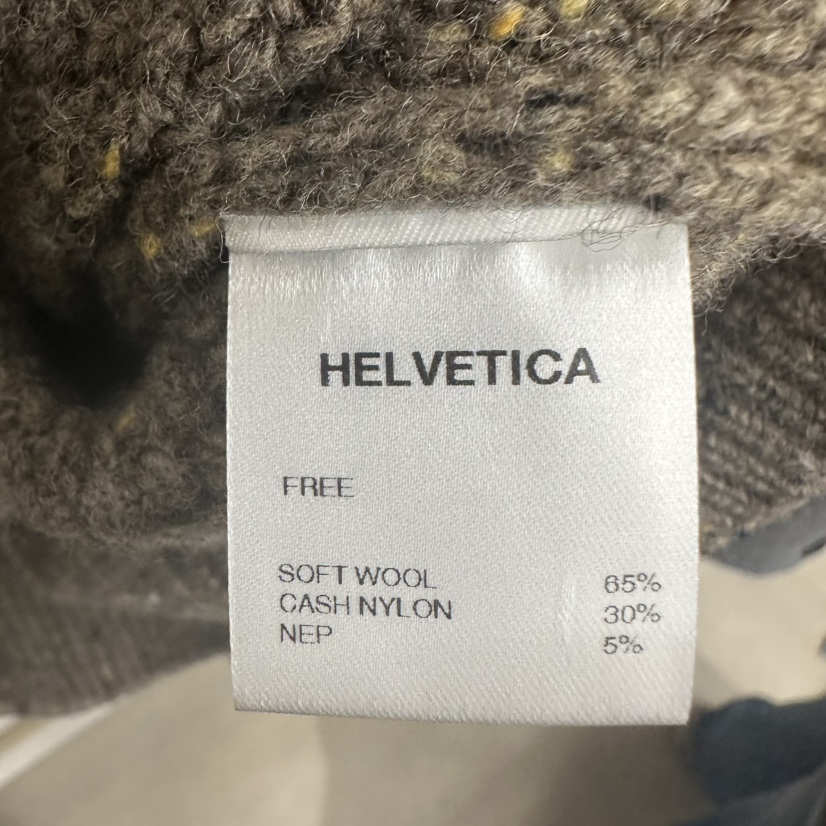 HELVETICA
FREE
SOFT WOOL 65%
CASH NYLON 30%
NEP 5%